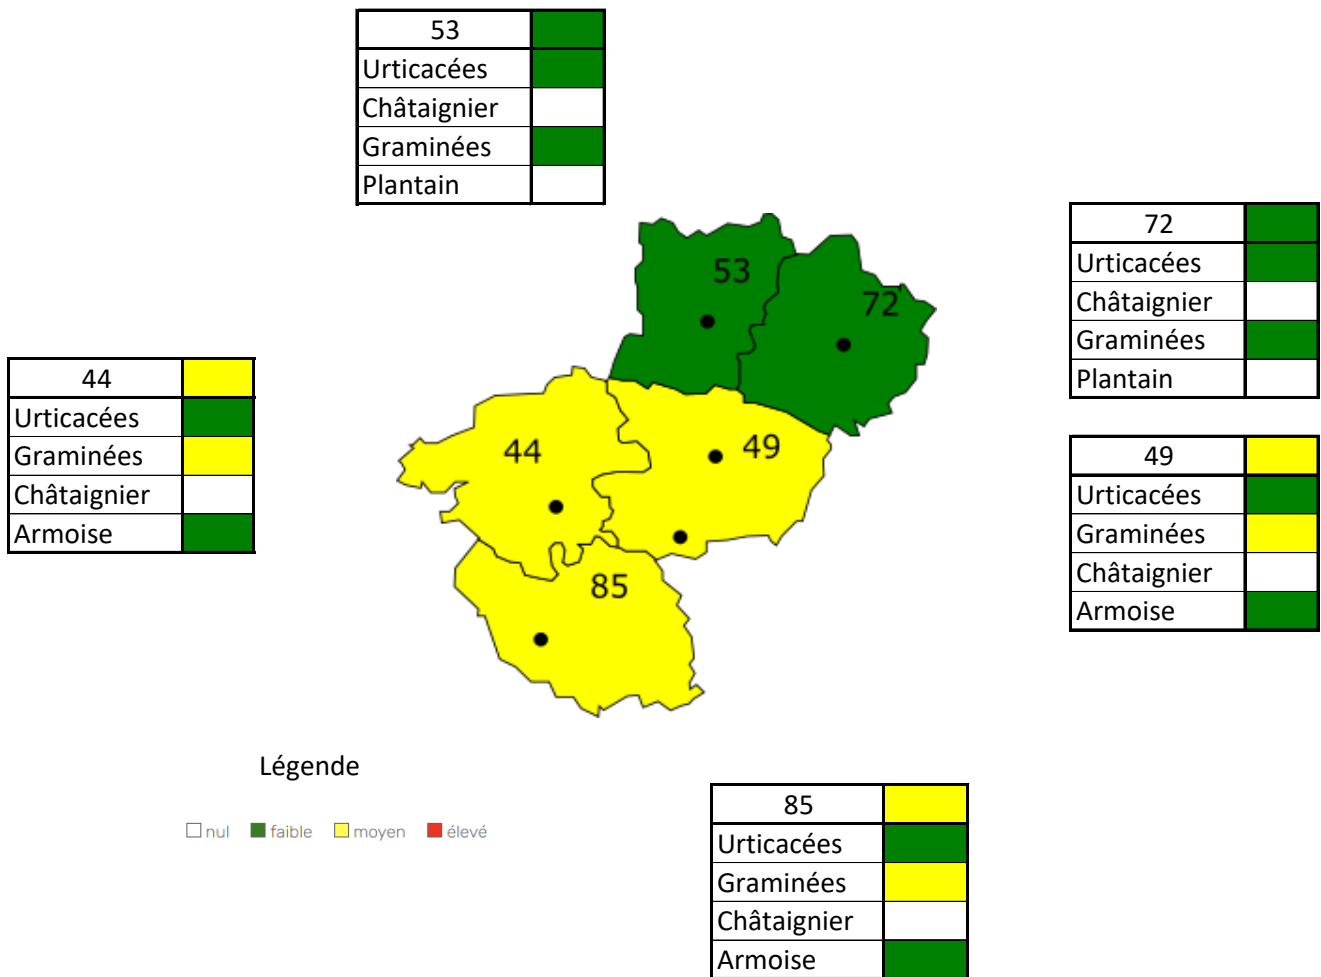 53
Urticacées
Châtaignier
Graminées
Plantain
72
Urticacées
Châtaignier
Graminées
Plantain
53
72
44
Urticacées
Graminées
Châtaignier
Armoise
44
49
49
Urticacées
Graminées
Châtaignier
Armoise
85
Légende
nul faible moyen élevé
85
Urticacées
Graminées
Châtaignier
Armoise